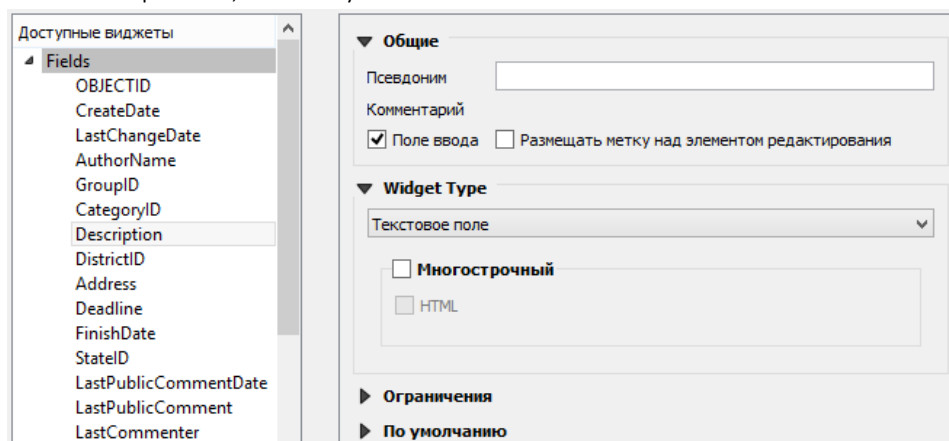 Доступные виджеты
Fields
OBJECTID
CreateDate
LastChangeDate
AuthorName
GroupID
CategoryID
Description
DistrictID
Address
Deadline
FinishDate
StateID
LastPublicCommentDate
LastPublicComment
LastCommenter
Общие
Псевдоним
Комментарий
Поле ввода Размещать метку над элементом редактирования
Widget Type
Текстовое поле
Многострочный
HTML
Ограничения
По умолчанию